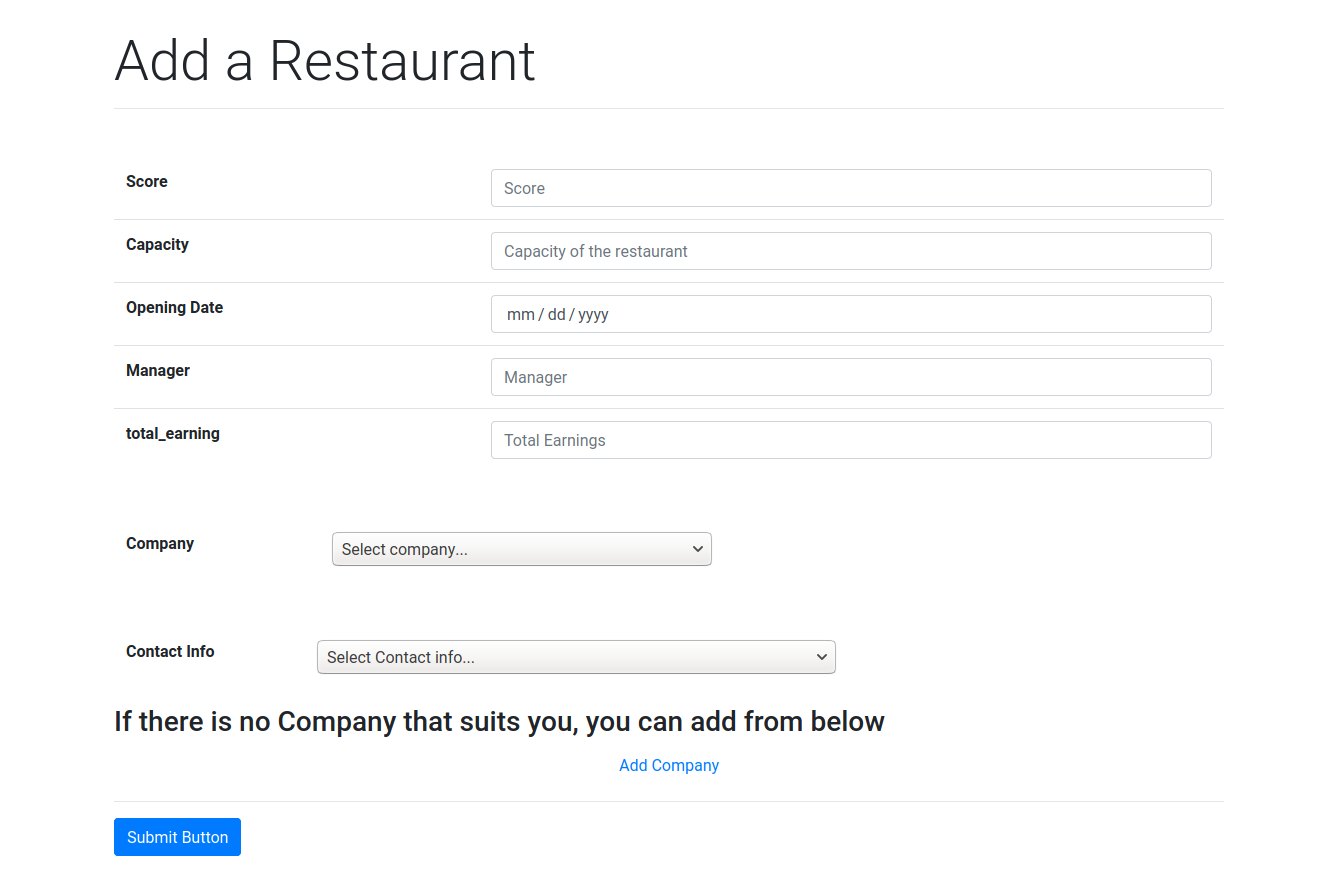 Add a Restaurant
Score
Score
Capacity
Capacity of the restaurant
Opening Date
mm / dd / yyyy
Manager
Manager
total_earning
Total Earnings
Company
Select company...
Contact Info
Select Contact info...
If there is no Company that suits you, you can add from below
Add Company
Submit Button